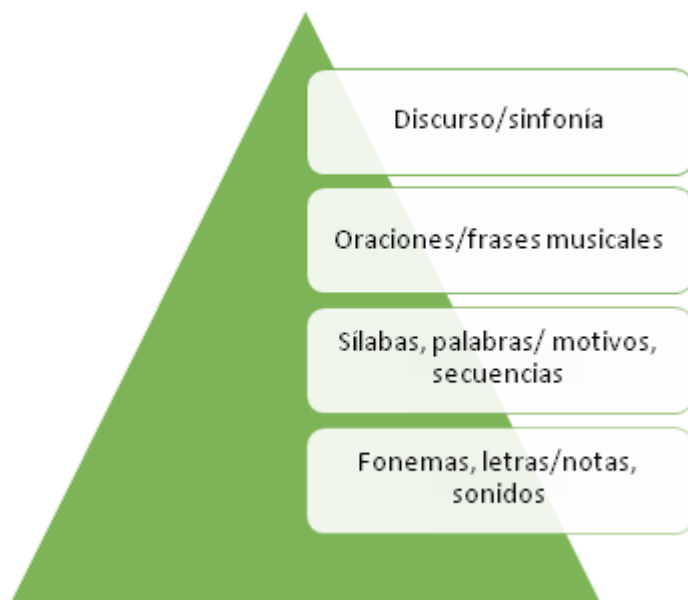 Discurso/sinfonía
Oraciones/frases musicales
Sílabas, palabras/ motivos,
secuencias
Fonemas, letras/notas,
sonidos